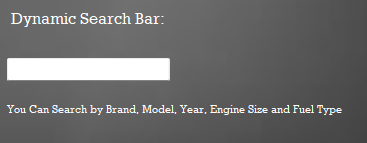 Dynamic Search Bar:
You Can Search by Brand, Model, Year, Engine Size and Fuel Type